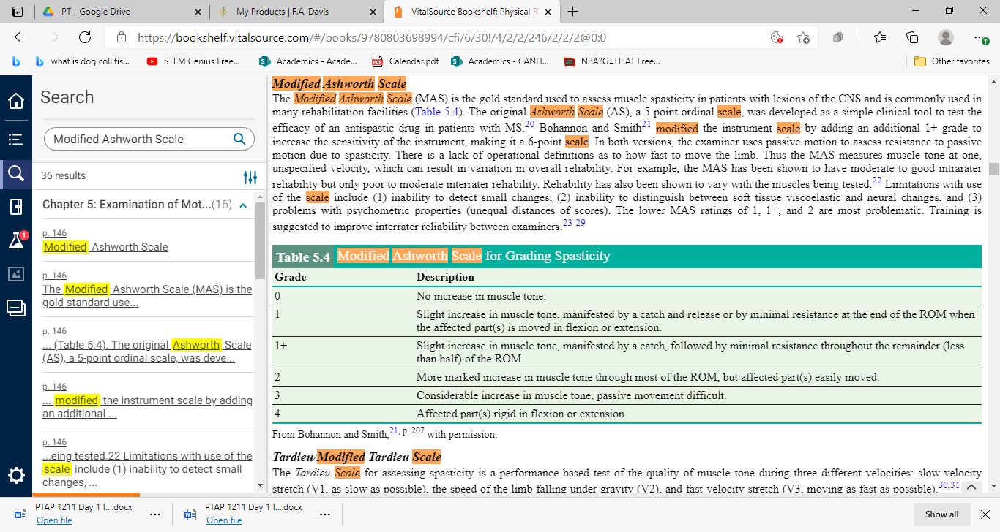 PT - Google Drive
My Products | F.A. Davis
VitalSource Bookshelf: Physical R
https://bookshelf.vitalsource.com/#/books/9780803698994/cfi/6/30!/4/2/2/246/2/2/2@0:0
what is dog collitis...
STEM Genius Free...
Academics - Acade...
Calendar.pdf
Academics - CANH...
NBA?G=HEAT Free...
Other favorites
Search
Modified Ashworth Scale
36 results
Chapter 5: Examination of Mot...(16)
p. 146
Modified Ashworth Scale
p. 146
The Modified Ashworth Scale (MAS) is the
gold standard use...
p. 146
... (Table 5.4). The original Ashworth Scale
(AS), a 5-point ordinal scale, was deve...
p. 146
... modified the instrument scale by adding
an additional ...
p. 146
...eing tested.22 Limitations with use of the
scale include (1) inability to detect small
changes, ...
1
Modified Ashworth Scale
The Modified Ashworth Scale (MAS) is the gold standard used to assess muscle spasticity in patients with lesions of the CNS and is commonly used in
many rehabilitation facilities (Table 5.4). The original Ashworth Scale (AS), a 5-point ordinal scale, was developed as a simple clinical tool to test the
efficacy of an antispastic drug in patients with MS.20 Bohannon and Smith21 modified the instrument scale by adding an additional 1+ grade to
increase the sensitivity of the instrument, making it a 6-point scale. In both versions, the examiner uses passive motion to assess resistance to passive
motion due to spasticity. There is a lack of operational definitions as to how fast to move the limb. Thus the MAS measures muscle tone at one,
unspecified velocity, which can result in variation in overall reliability. For example, the MAS has been shown to have moderate to good intrarater
reliability but only poor to moderate interrater reliability. Reliability has also been shown to vary with the muscles being tested.22 Limitations with use
of the scale include (1) inability to detect small changes, (2) inability to distinguish between soft tissue viscoelastic and neural changes, and (3)
problems with psychometric properties (unequal distances of scores). The lower MAS ratings of 1, 1+, and 2 are most problematic. Training is
suggested to improve interrater reliability between examiners.23-29
Table 5.4 Modified Ashworth Scale for Grading Spasticity
Grade Description
0 No increase in muscle tone.
1 Slight increase in muscle tone, manifested by a catch and release or by minimal resistance at the end of the ROM when
the affected part(s) is moved in flexion or extension.
1+ Slight increase in muscle tone, manifested by a catch, followed by minimal resistance throughout the remainder (less
than half) of the ROM.
2 More marked increase in muscle tone through most of the ROM, but affected part(s) easily moved.
3 Considerable increase in muscle tone, passive movement difficult.
4 Affected part(s) rigid in flexion or extension.
From Bohannon and Smith,21, p. 207 with permission.
Tardieu/Modified Tardieu Scale
The Tardieu Scale for assessing spasticity is a performance-based test of the quality of muscle tone during three different velocities: slow-velocity
stretch (V1, as slow as possible), the speed of the limb falling under gravity (V2), and fast-velocity stretch (V3, moving as fast as possible).30,31
PTAP 1211 Day 1 I....docx
Open file
PTAP 1211 Day 1 I....docx
Open file
Show all